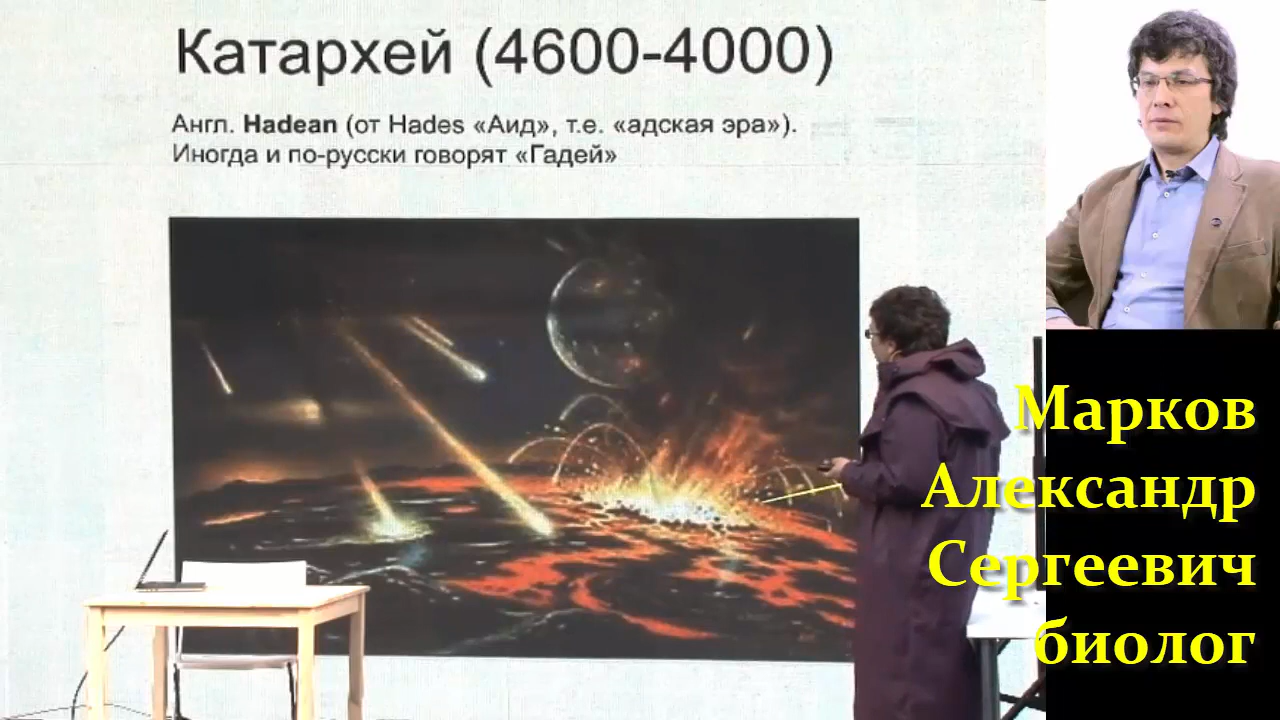 Катархей (4600-4000)
Англ. Hadean (от Hades «Аид», т.е. «адская эра»).
Иногда и по-русски говорят «Гадей»
Марков
Александр
Сергеевич
биолог